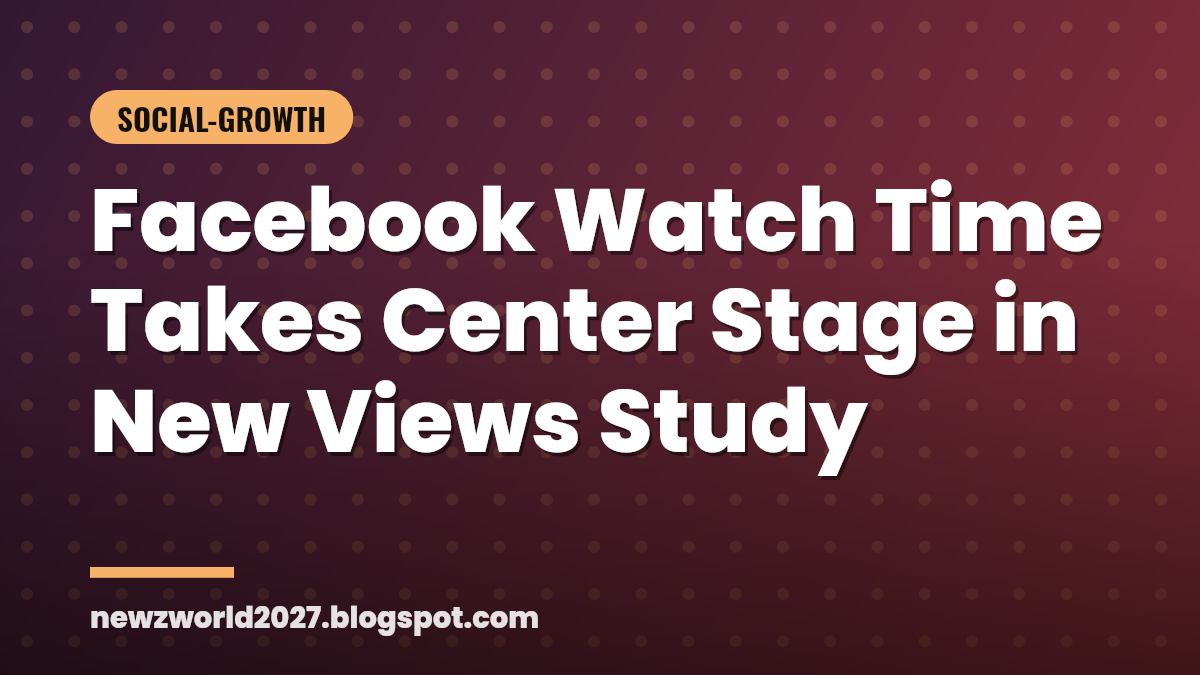 SOCIAL-GROWTH
Facebook Watch Time
Takes Center Stage in
New Views Study
newzworld2027.blogspot.com